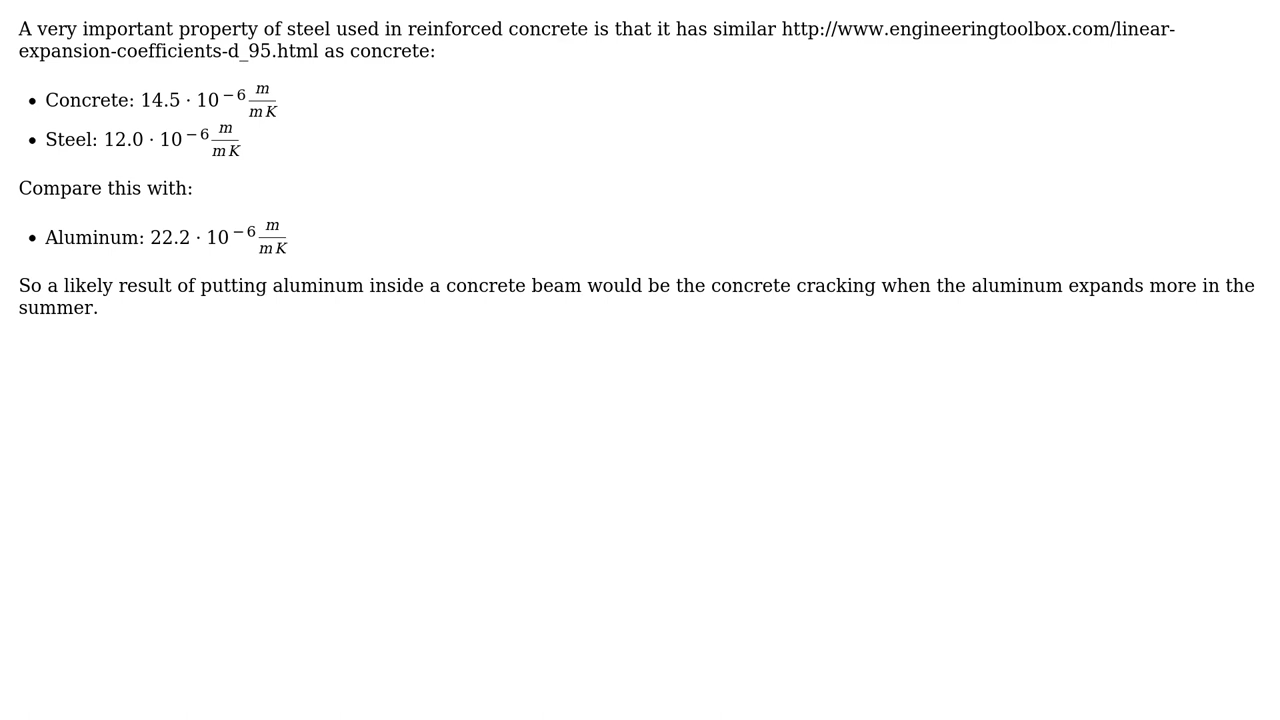 A very important property of steel used in reinforced concrete is that it has similar http://www.engineeringtoolbox.com/linear-
expansion-coefficients-d_95.html as concrete:
• Concrete: 14.5 · 10⁻⁶ m/(m K)
• Steel: 12.0 · 10⁻⁶ m/(m K)
Compare this with:
• Aluminum: 22.2 · 10⁻⁶ m/(m K)
So a likely result of putting aluminum inside a concrete beam would be the concrete cracking when the aluminum expands more in the
summer.